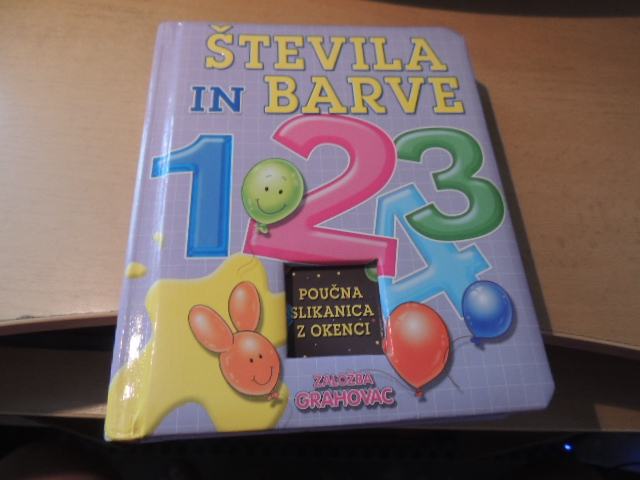 ŠTEVILA
IN BARVE
1 2 3
4
POUČNA
SLIKANICA
Z OKENCI
ZALOŽBA
GRAHOVAC